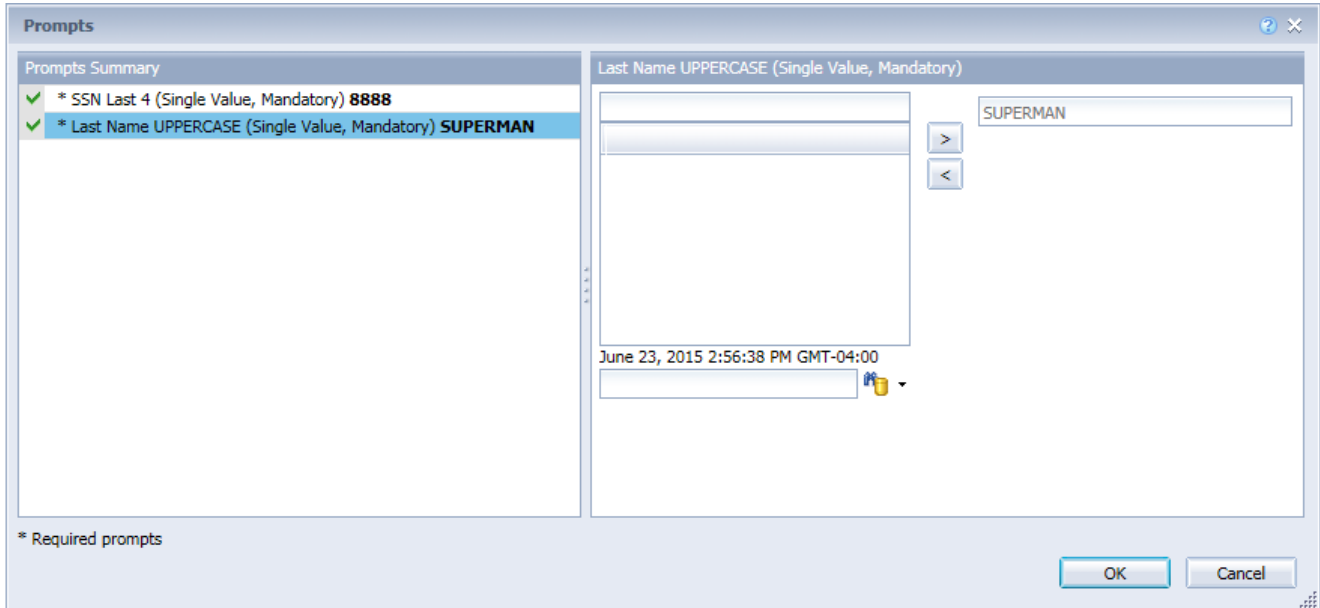 Prompts
Prompts Summary
* SSN Last 4 (Single Value, Mandatory) 8888
* Last Name UPPERCASE (Single Value, Mandatory) SUPERMAN
Last Name UPPERCASE (Single Value, Mandatory)
>
<
SUPERMAN
June 23, 2015 2:56:38 PM GMT-04:00
* Required prompts
OK
Cancel